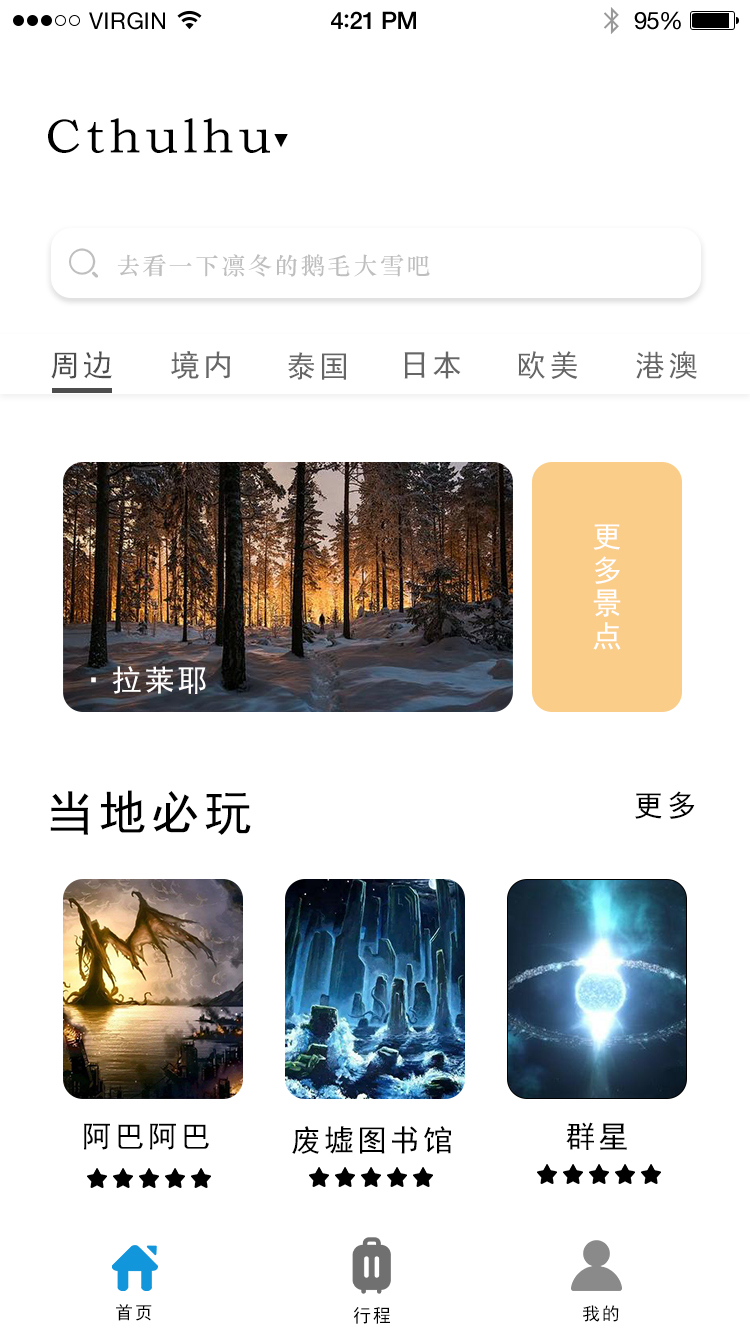 VIRGIN 4:21 PM 95%
Cthulhu▾
去看一下凛冬的鹅毛大雪吧
周边 境内 泰国 日本 欧美 港澳
· 拉莱耶
更多景点
当地必玩 更多
阿巴阿巴 废墟图书馆 群星
★★★★★ ★★★★★ ★★★★★
首页 行程 我的